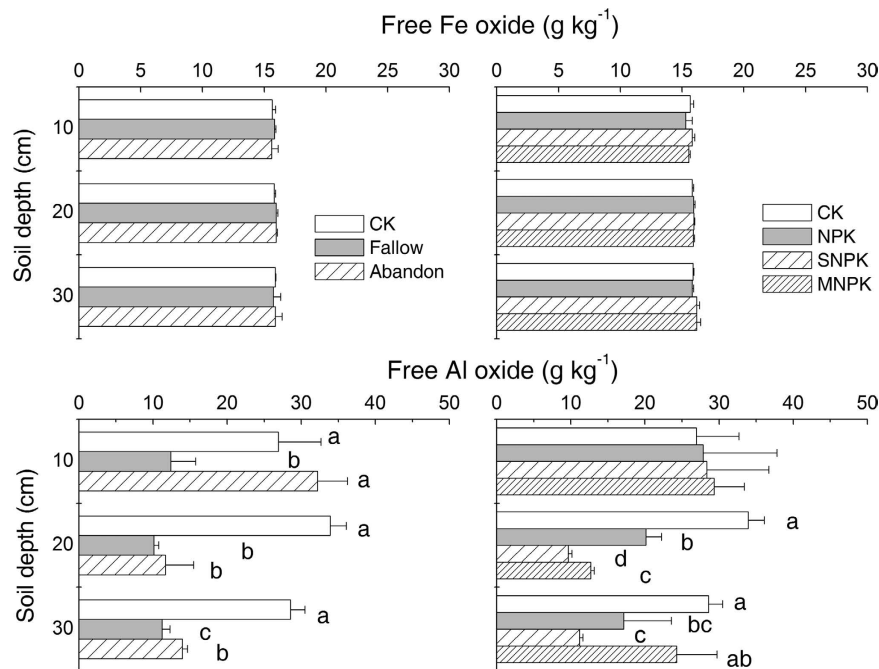 Free Fe oxide (g kg-1)
0 5 10 15 20 25 30
0 5 10 15 20 25 30
Soil depth (cm)
10
20
30
CK
Fallow
Abandon
CK
NPK
SNPK
MNPK
Free Al oxide (g kg-1)
0 10 20 30 40 50
0 10 20 30 40 50
Soil depth (cm)
10
20
30
a
b
a
a
b
b
a
c
b
a
b
d
c
a
bc
c
ab